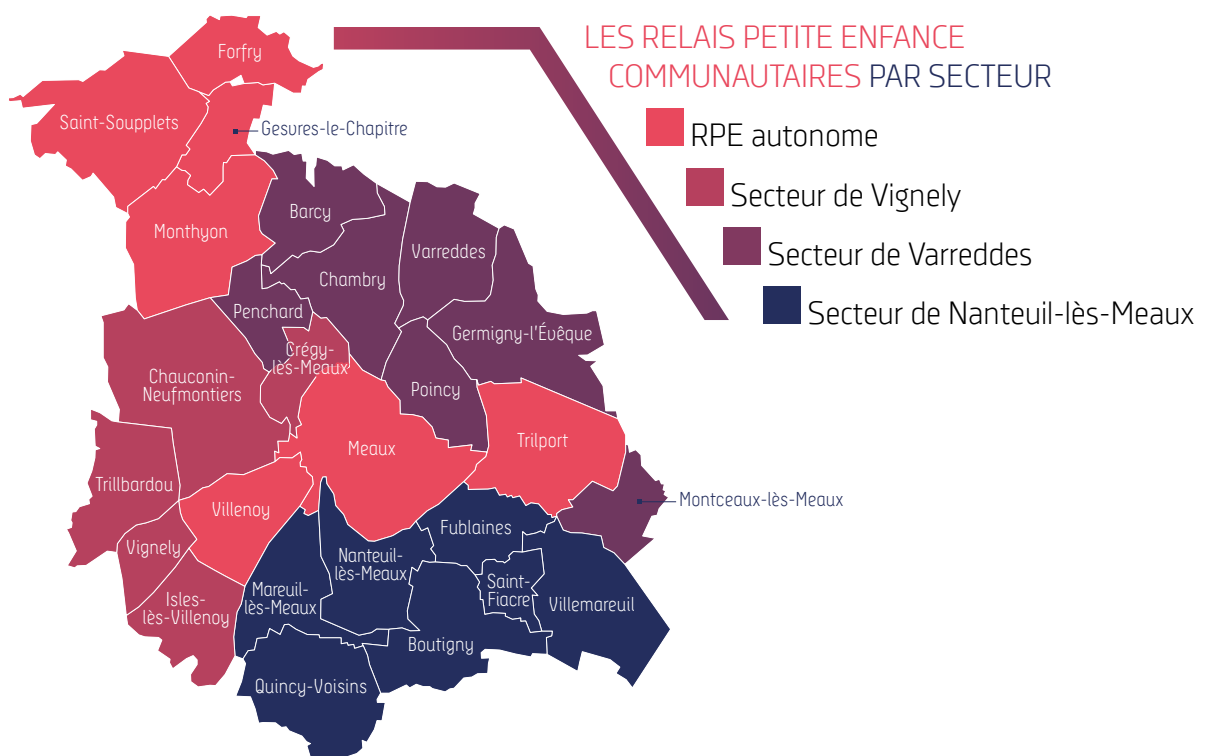 LES RELAIS PETITE ENFANCE
COMMUNAUTAIRES PAR SECTEUR
RPE autonome
Secteur de Vignely
Secteur de Varreddes
Secteur de Nanteuil-lès-Meaux
Forfry
Saint-Soupplets
Gesvres-le-Chapitre
Monthyon
Barcy
Varreddes
Chambry
Penchard
Germigny-l'Évêque
Crégy-
lès-Meaux
Chauconin-
Neufmontiers
Poincy
Meaux
Trilport
Trillbardou
Villenoy
Montceaux-lès-Meaux
Fublaines
Vignely
Nanteuil-
lès-Meaux
Saint-
Fiacre
Mareuil-
lès-Meaux
Villemareuil
Isles-
lès-Villenoy
Boutigny
Quincy-Voisins